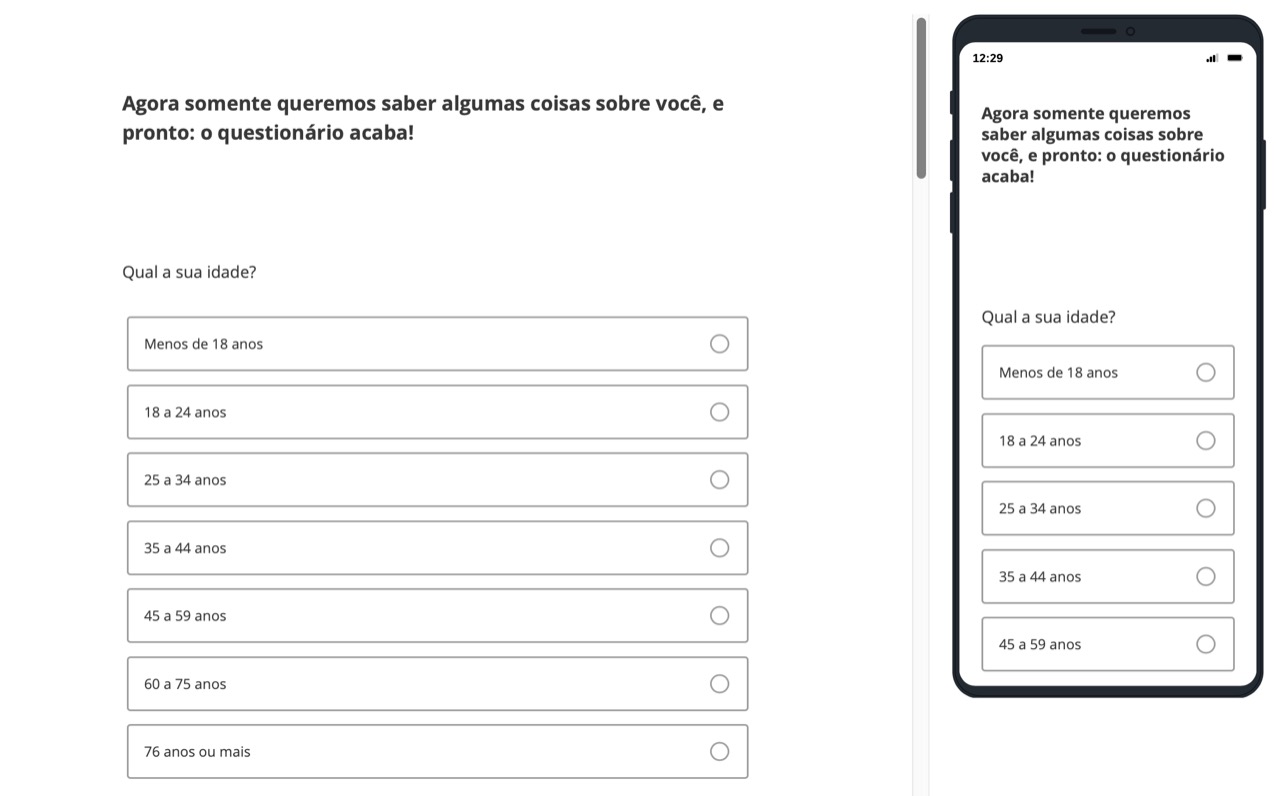 Agora somente queremos saber algumas coisas sobre você, e
pronto: o questionário acaba!
Qual a sua idade?
Menos de 18 anos
18 a 24 anos
25 a 34 anos
35 a 44 anos
45 a 59 anos
60 a 75 anos
76 anos ou mais
12:29
Agora somente queremos
saber algumas coisas sobre
você, e pronto: o questionário
acaba!
Qual a sua idade?
Menos de 18 anos
18 a 24 anos
25 a 34 anos
35 a 44 anos
45 a 59 anos